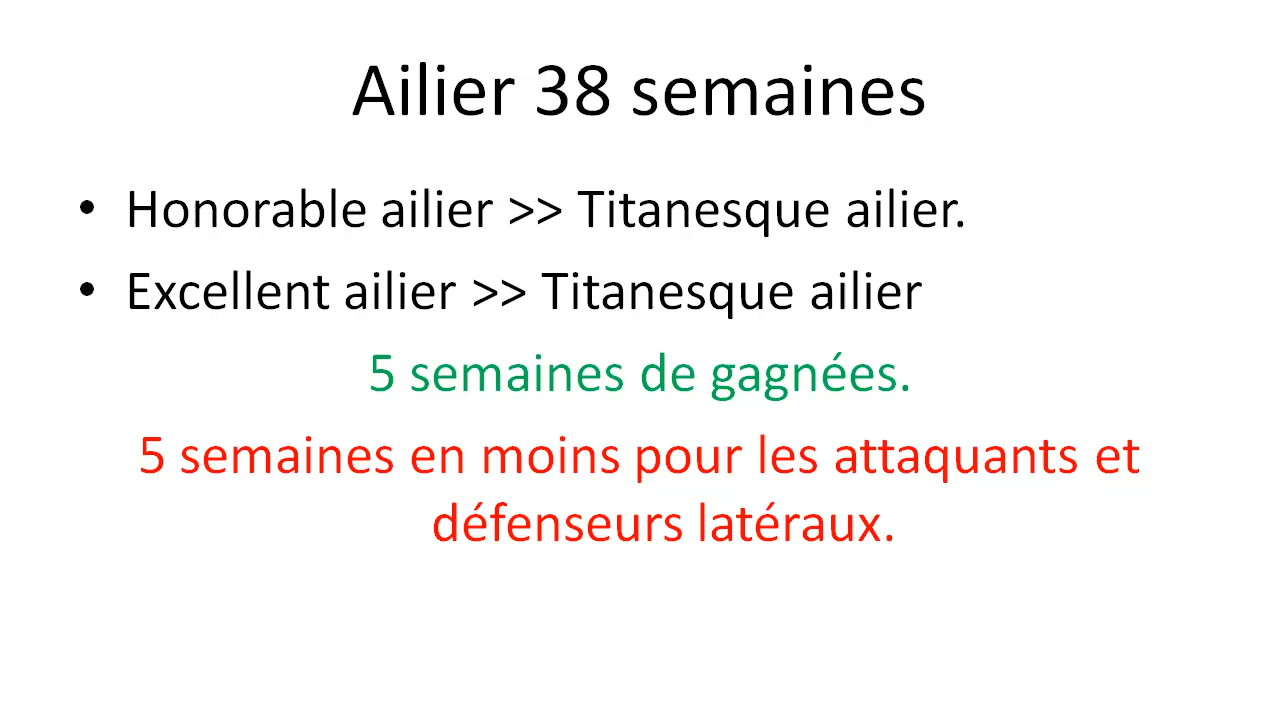 Ailier 38 semaines
• Honorable ailier >> Titanesque ailier.
• Excellent ailier >> Titanesque ailier
5 semaines de gagnées.
5 semaines en moins pour les attaquants et
défenseurs latéraux.